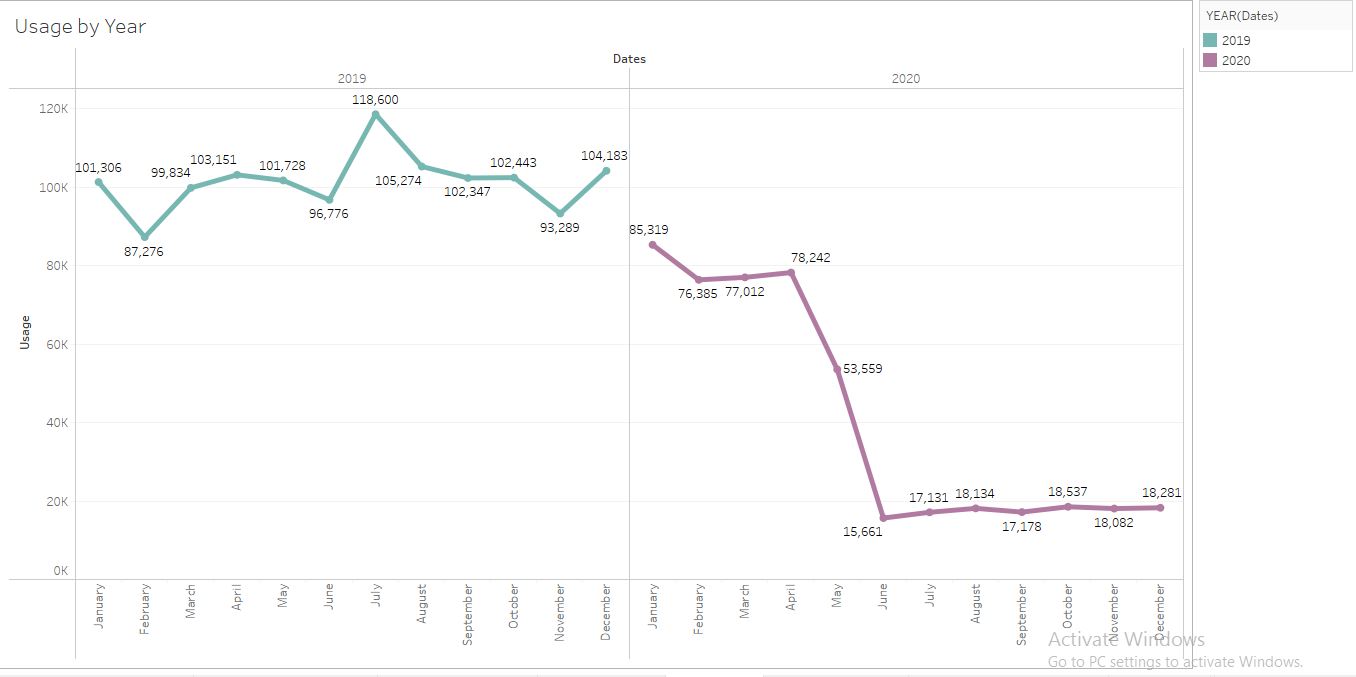 Usage by Year
YEAR(Dates)
2019
2020
Dates
2019
2020
Usage
120K
100K
80K
60K
40K
20K
0K
101,306
87,276
99,834
103,151
101,728
96,776
118,600
105,274
102,347
102,443
93,289
104,183
85,319
76,385
77,012
78,242
53,559
15,661
17,131
18,134
17,178
18,537
18,082
18,281
January
February
March
April
May
June
July
August
September
October
November
December
January
February
March
April
May
June
July
August
September
October
November
December
Activate Windows
Go to PC settings to activate Windows.